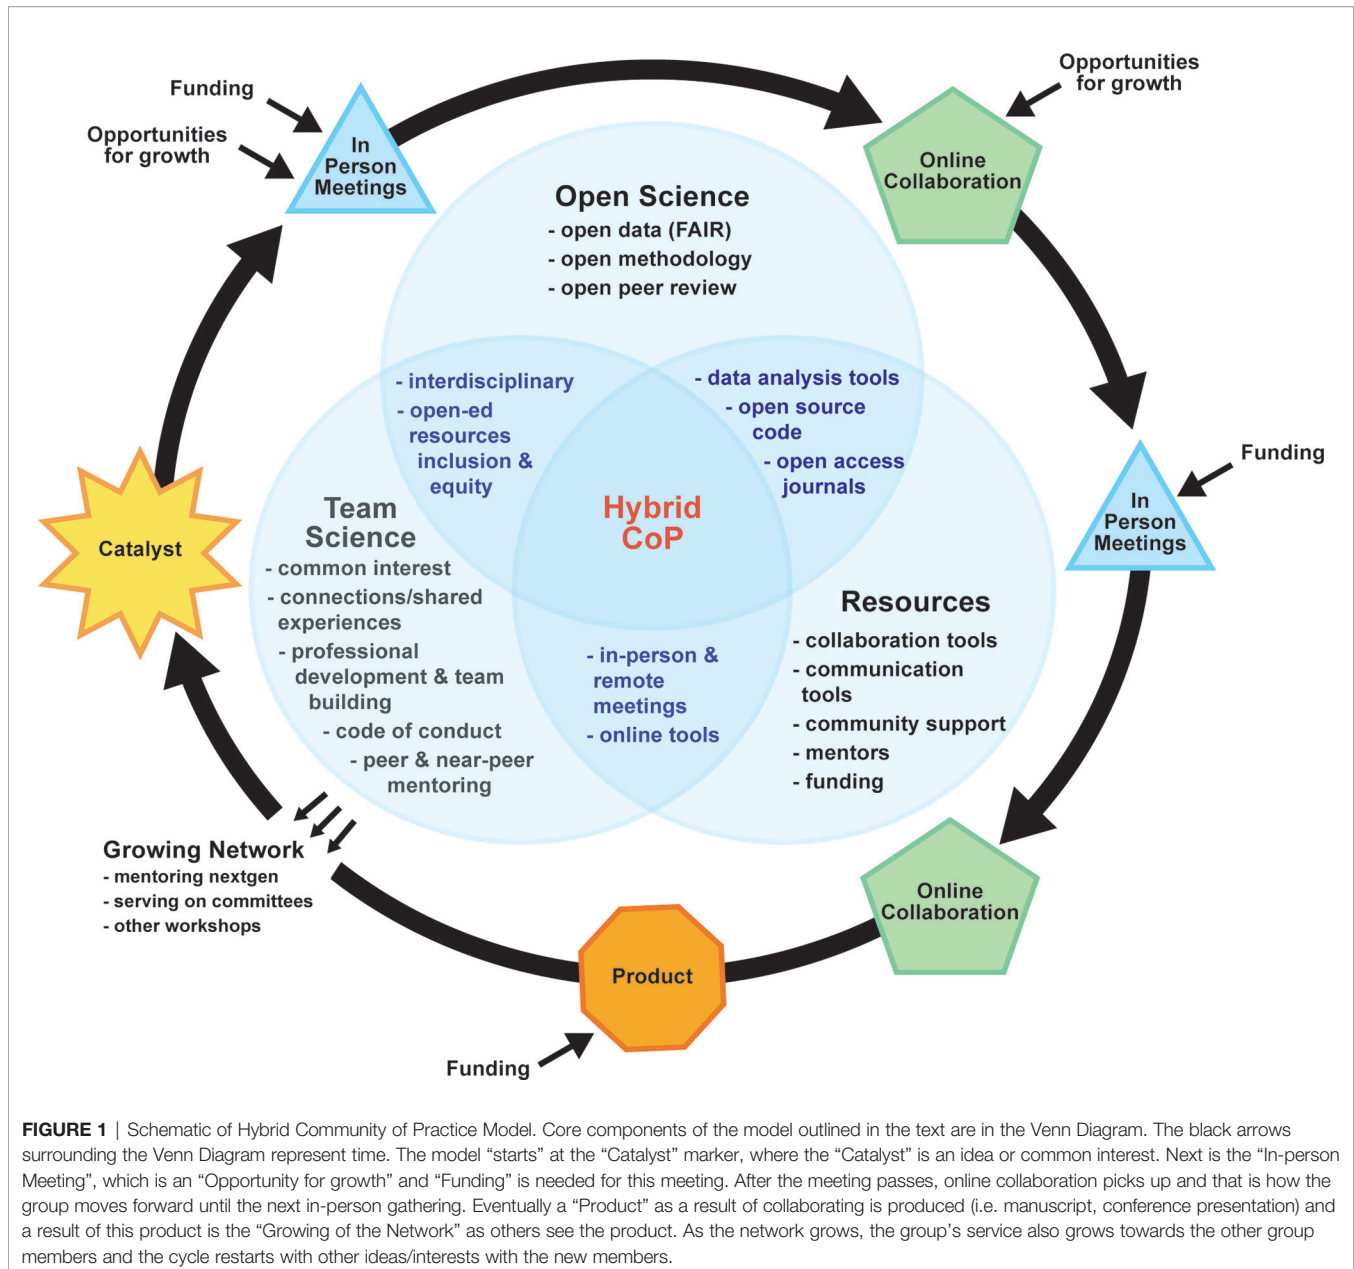 Funding
Opportunities
for growth
In
Person
Meetings
Opportunities
for growth
Online
Collaboration
Open Science
- open data (FAIR)
- open methodology
- open peer review
- interdisciplinary
- open-ed
resources
inclusion &
equity
- data analysis tools
- open source
code
- open access
journals
Funding
In
Person
Meetings
Catalyst
Team
Science
- common interest
- connections/shared
experiences
- professional
development & team
building
- code of conduct
- peer & near-peer
mentoring
Hybrid
CoP
Resources
- collaboration tools
- communication
tools
- community support
- mentors
- funding
- in-person &
remote
meetings
- online tools
Growing Network
- mentoring nextgen
- serving on committees
- other workshops
Online
Collaboration
Product
Funding
FIGURE 1 | Schematic of Hybrid Community of Practice Model. Core components of the model outlined in the text are in the Venn Diagram. The black arrows
surrounding the Venn Diagram represent time. The model “starts” at the “Catalyst” marker, where the “Catalyst” is an idea or common interest. Next is the “In-person
Meeting”, which is an “Opportunity for growth” and “Funding” is needed for this meeting. After the meeting passes, online collaboration picks up and that is how the
group moves forward until the next in-person gathering. Eventually a “Product” as a result of collaborating is produced (i.e. manuscript, conference presentation) and
a result of this product is the “Growing of the Network” as others see the product. As the network grows, the group’s service also grows towards the other group
members and the cycle restarts with other ideas/interests with the new members.